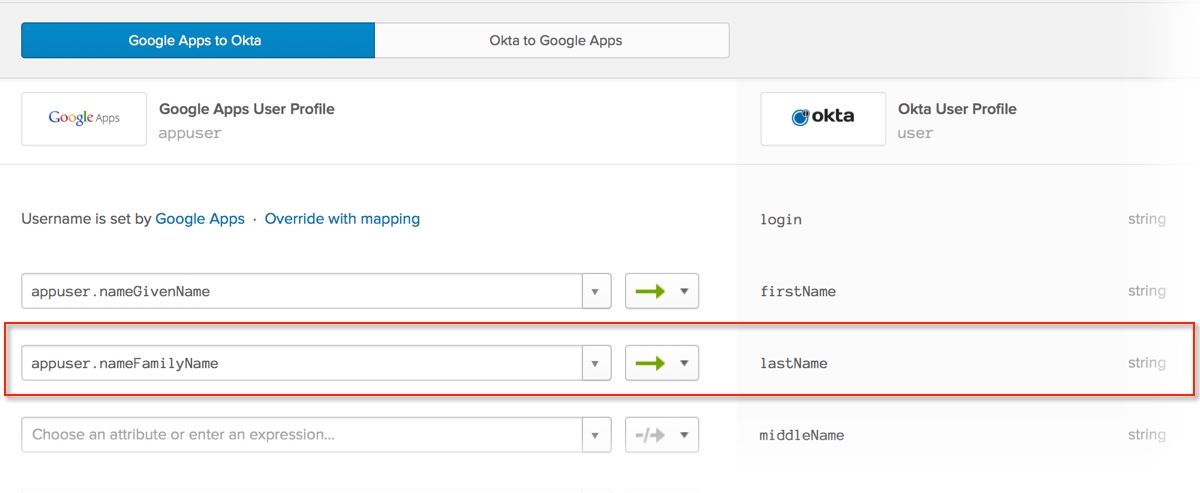 Google Apps to Okta
Okta to Google Apps
Google Apps
Google Apps User Profile
appuser
okta
Okta User Profile
user
Username is set by Google Apps · Override with mapping
login
string
appuser.nameGivenName
firstName
string
appuser.nameFamilyName
lastName
string
Choose an attribute or enter an expression...
middleName
string